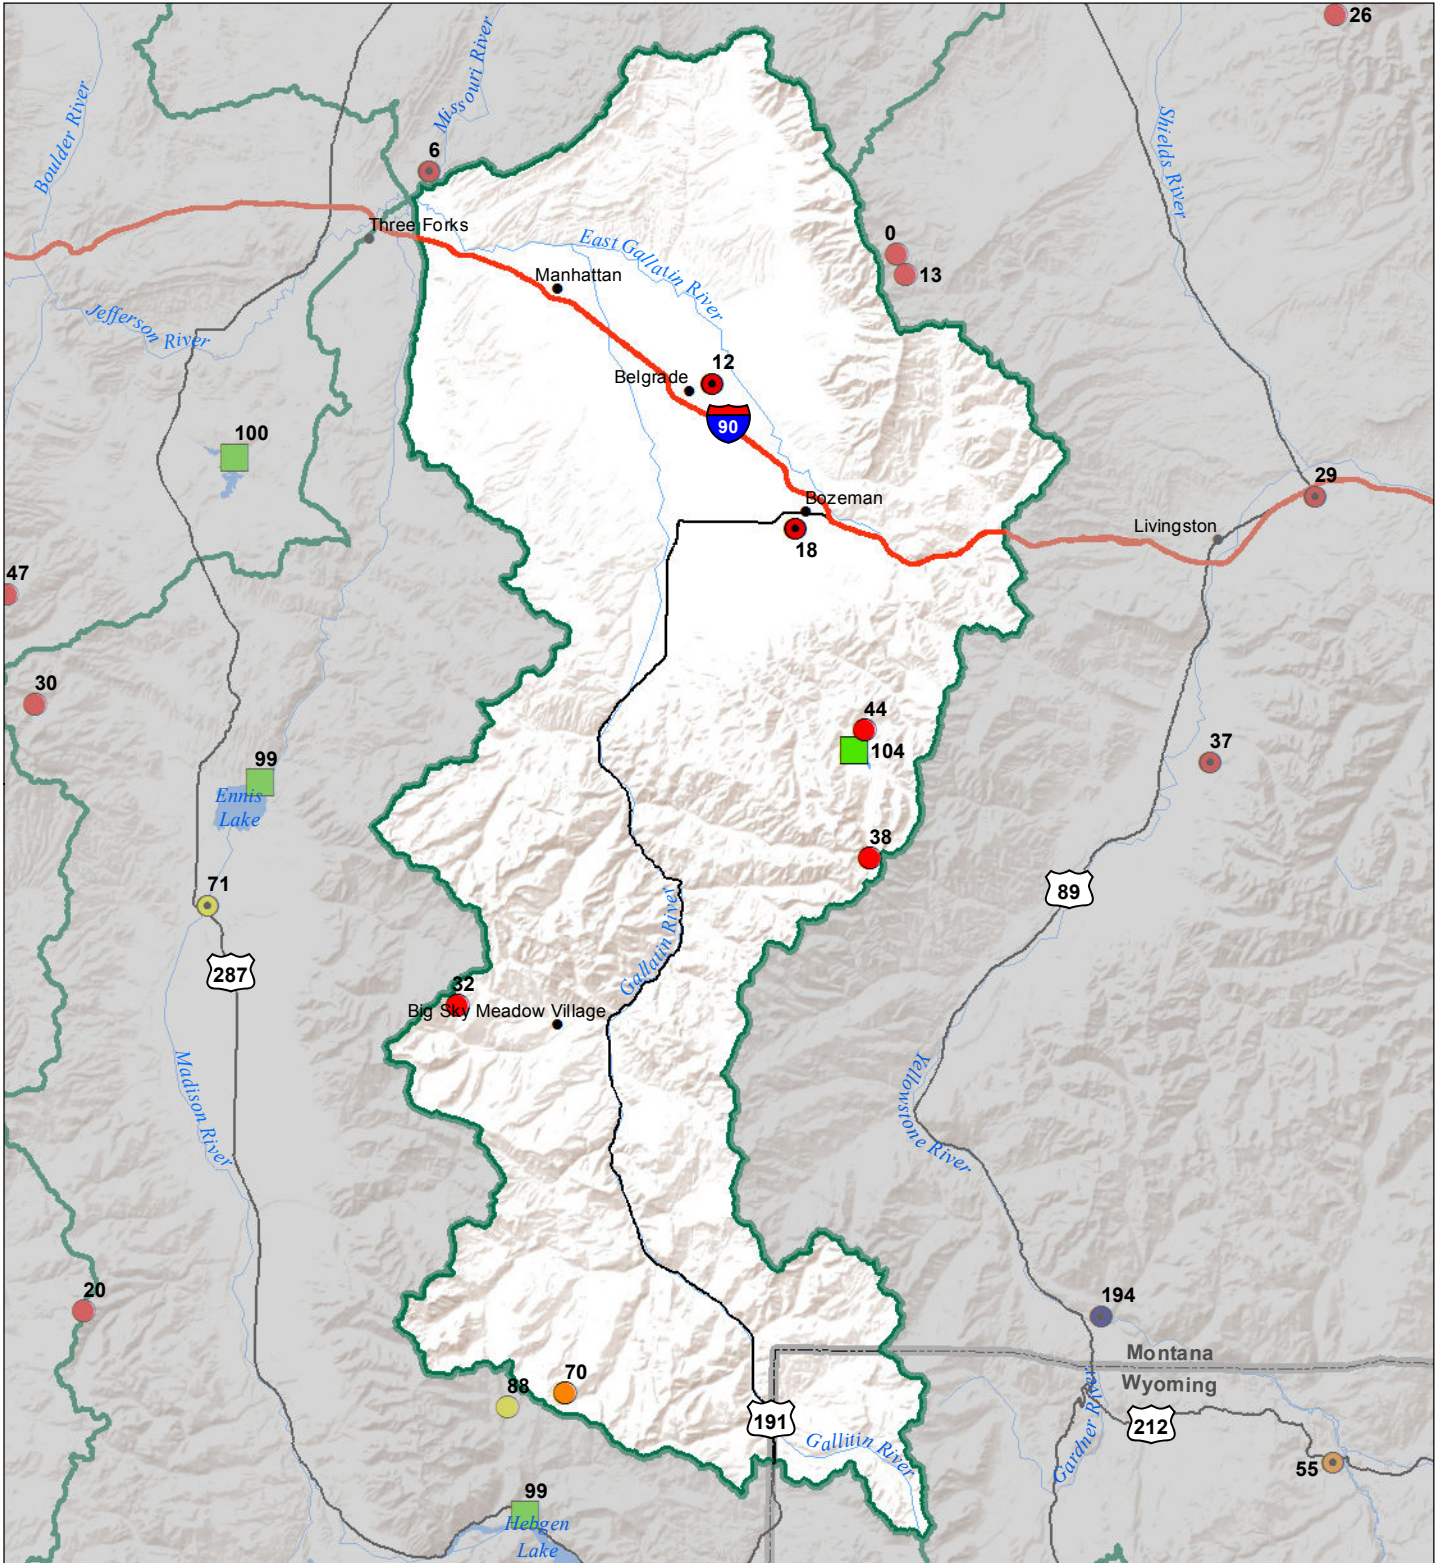 26
Missouri River
Boulder River
Shields River
6
Three Forks
0
East Gallatin River
13
Manhattan
Jefferson River
12
Belgrade
90
100
29
Bozeman
Livingston
18
47
30
44
104
37
99
Ennis
Lake
38
71
89
Gallatin River
287
32
Big Sky Meadow Village
Madison River
Yellowstone River
20
194
Montana
Wyoming
70
88
191
212
Gardner River
Gallitin River
55
99
Hebgen
Lake